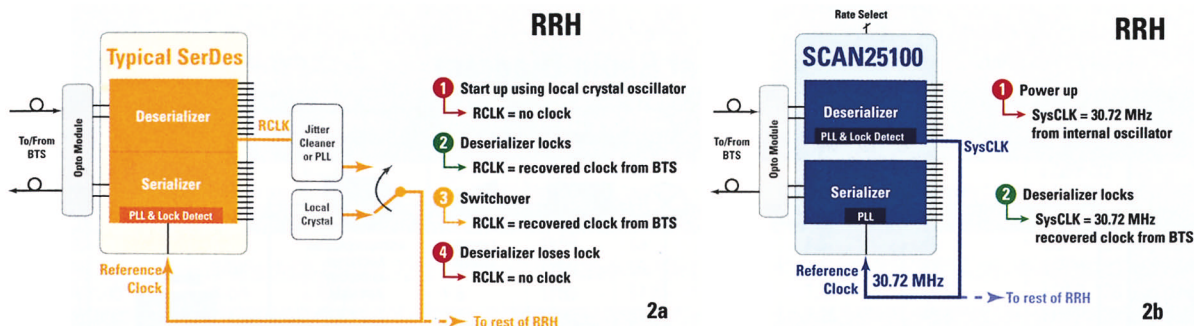 RRH
Typical SerDes
Deserializer
Serializer
PLL & Lock Detect
Opto Module
To/From
BTS
RCLK
Jitter
Cleaner
or PLL
Local
Crystal
Reference
Clock
To rest of RRH
1 Start up using local crystal oscillator
RCLK = no clock
2 Deserializer locks
RCLK = recovered clock from BTS
3 Switchover
RCLK = recovered clock from BTS
4 Deserializer loses lock
RCLK = no clock
2a
Rate Select
RRH
SCAN25100
Deserializer
PLL & Lock Detect
Serializer
PLL
Opto Module
To/From
BTS
SysCLK
Reference
Clock
30.72 MHz
To rest of RRH
1 Power up
SysCLK = 30.72 MHz
from internal oscillator
2 Deserializer locks
SysCLK = 30.72 MHz
recovered clock from BTS
2b